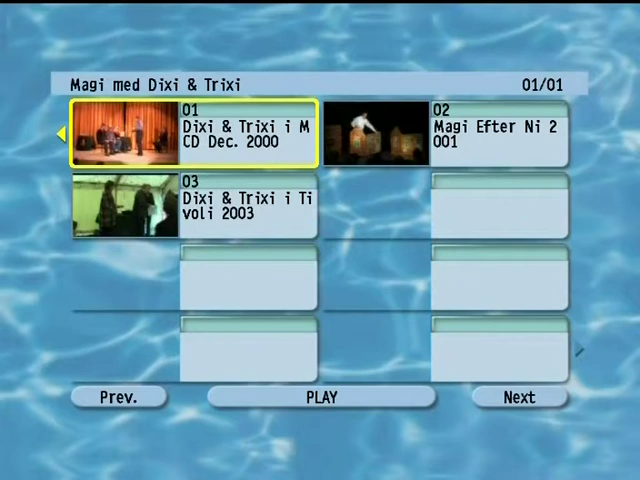 Magi med Dixi & Trixi 01/01
01
Dixi & Trixi i M
CD Dec. 2000
02
Magi Efter Ni 2
001
03
Dixi & Trixi i Ti
voli 2003
Prev. PLAY Next